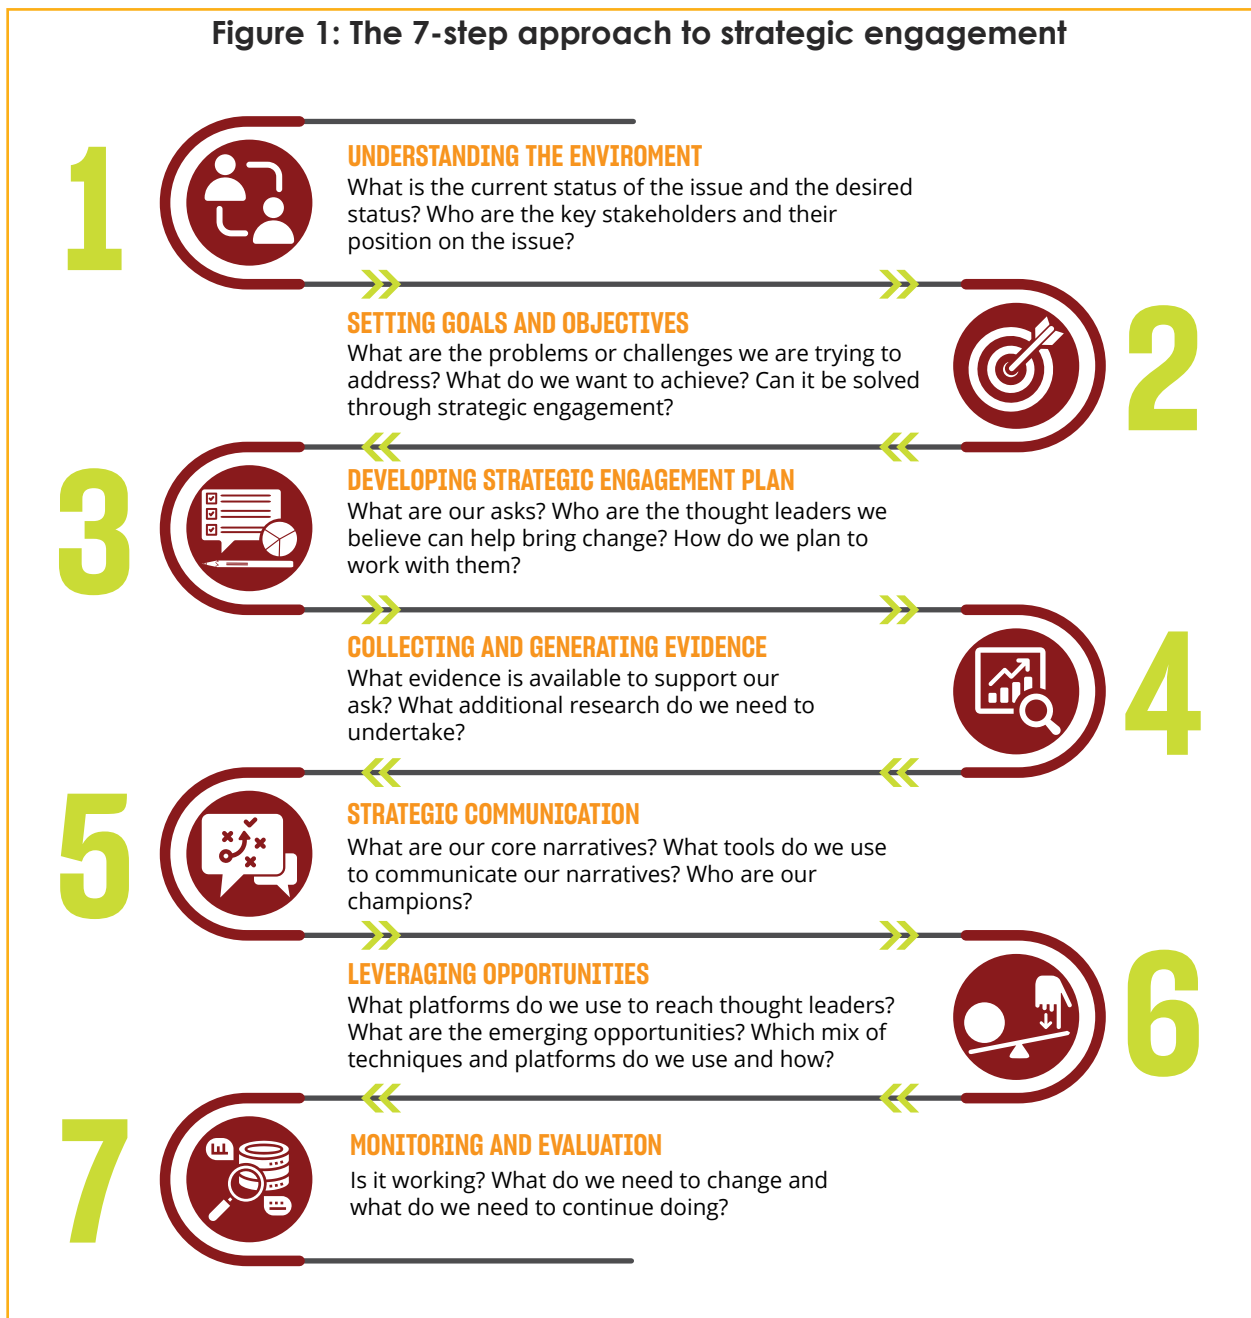 Figure 1: The 7-step approach to strategic engagement
1
UNDERSTANDING THE ENVIROMENT
What is the current status of the issue and the desired
status? Who are the key stakeholders and their
position on the issue?
2
SETTING GOALS AND OBJECTIVES
What are the problems or challenges we are trying to
address? What do we want to achieve? Can it be solved
through strategic engagement?
3
DEVELOPING STRATEGIC ENGAGEMENT PLAN
What are our asks? Who are the thought leaders we
believe can help bring change? How do we plan to
work with them?
4
COLLECTING AND GENERATING EVIDENCE
What evidence is available to support our
ask? What additional research do we need to
undertake?
5
STRATEGIC COMMUNICATION
What are our core narratives? What tools do we use
to communicate our narratives? Who are our
champions?
6
LEVERAGING OPPORTUNITIES
What platforms do we use to reach thought leaders?
What are the emerging opportunities? Which mix of
techniques and platforms do we use and how?
7
MONITORING AND EVALUATION
Is it working? What do we need to change and
what do we need to continue doing?